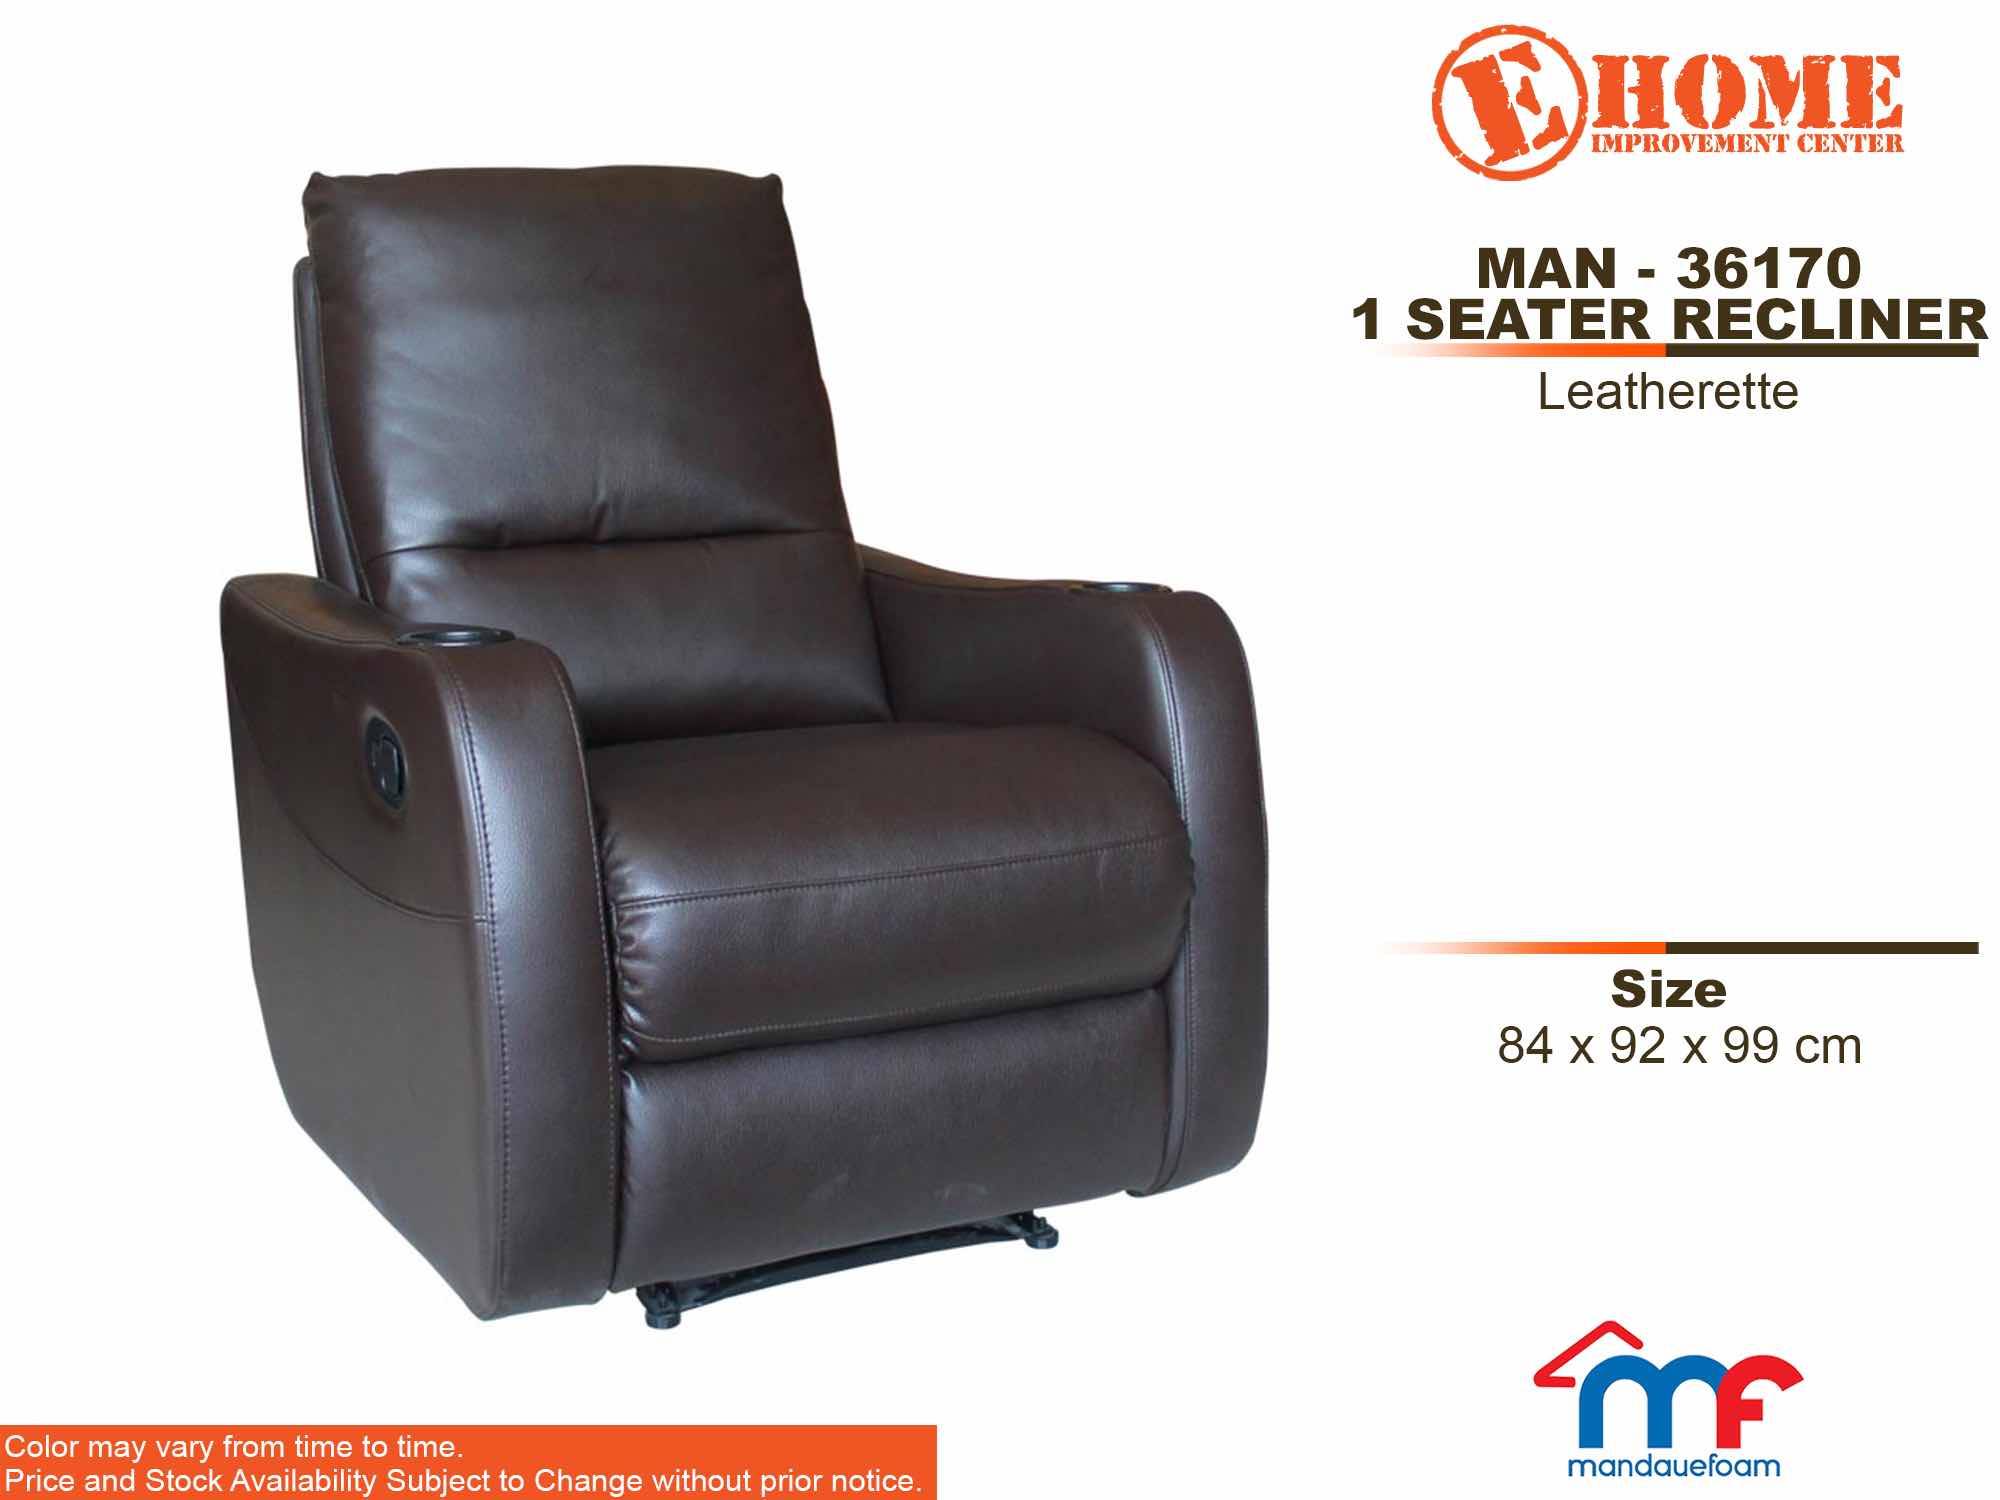 E HOME
IMPROVEMENT CENTER
MAN - 36170
1 SEATER RECLINER
Leatherette
Size
84 x 92 x 99 cm
mf
mandauefoam
Color may vary from time to time.
Price and Stock Availability Subject to Change without prior notice.